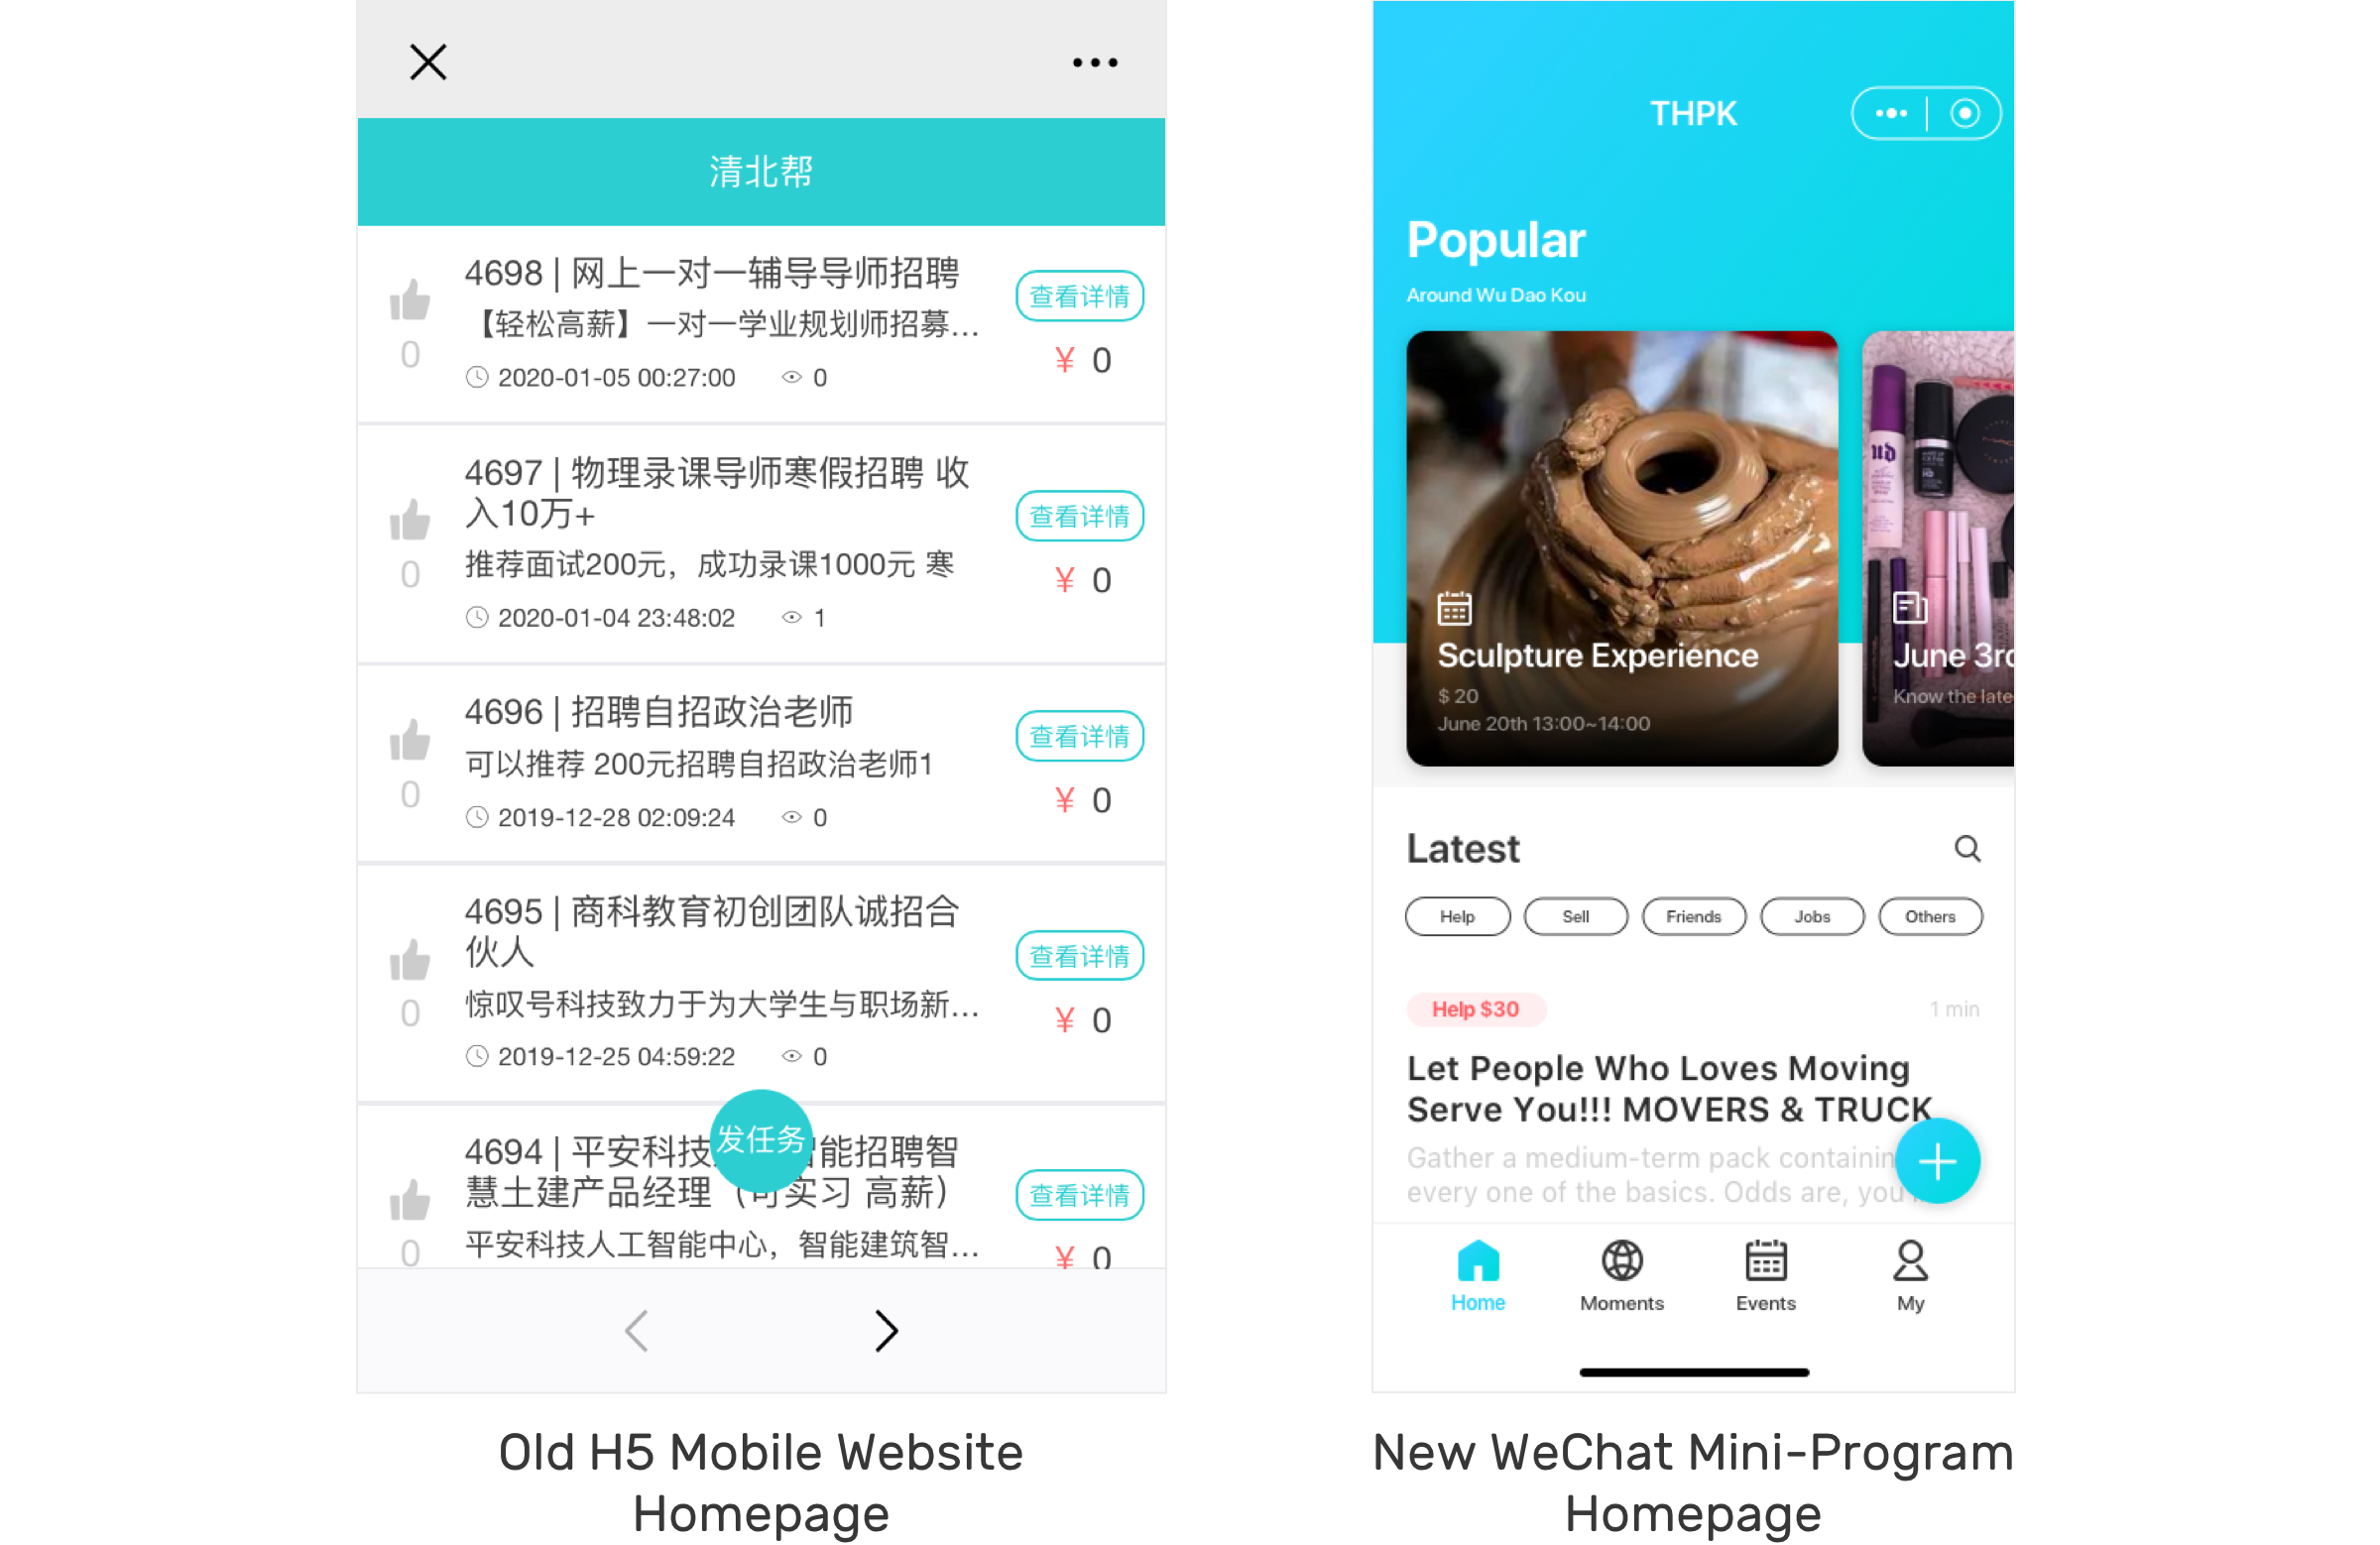 清北帮
4698 | 网上一对一辅导导师招聘
【轻松高薪】一对一学业规划师招募...
2020-01-05 00:27:00
0
0
查看详情
¥ 0
4697 | 物理录课导师寒假招聘 收
入10万+
推荐面试200元，成功录课1000元 寒
2020-01-04 23:48:02
1
0
查看详情
¥ 0
4696 | 招聘自招政治老师
可以推荐 200元招聘自招政治老师1
2019-12-28 02:09:24
0
0
查看详情
¥ 0
4695 | 商科教育初创团队诚招合
伙人
惊叹号科技致力于为大学生与职场新...
2019-12-25 04:59:22
0
0
查看详情
¥ 0
发任务
4694 | 平安科技 智能招聘智
慧土建产品经理（可实习 高薪）
平安科技人工智能中心，智能建筑智...
0
查看详情
¥ 0
Old H5 Mobile Website
Homepage
THPK
Popular
Around Wu Dao Kou
Sculpture Experience
$ 20
June 20th 13:00~14:00
ud
HD
June 3rd
Know the late
Latest
Help
Sell
Friends
Jobs
Others
Help $30
1 min
Let People Who Loves Moving
Serve You!!! MOVERS & TRUCK
Gather a medium-term pack containin
every one of the basics. Odds are, you
Home
Moments
Events
My
New WeChat Mini-Program
Homepage